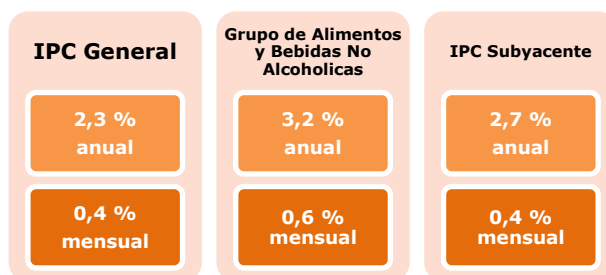 IPC General
2,3 %
anual
0,4 %
mensual
Grupo de Alimentos
y Bebidas No
Alcoholicas
3,2 %
anual
0,6 %
mensual
IPC Subyacente
2,7 %
anual
0,4 %
mensual